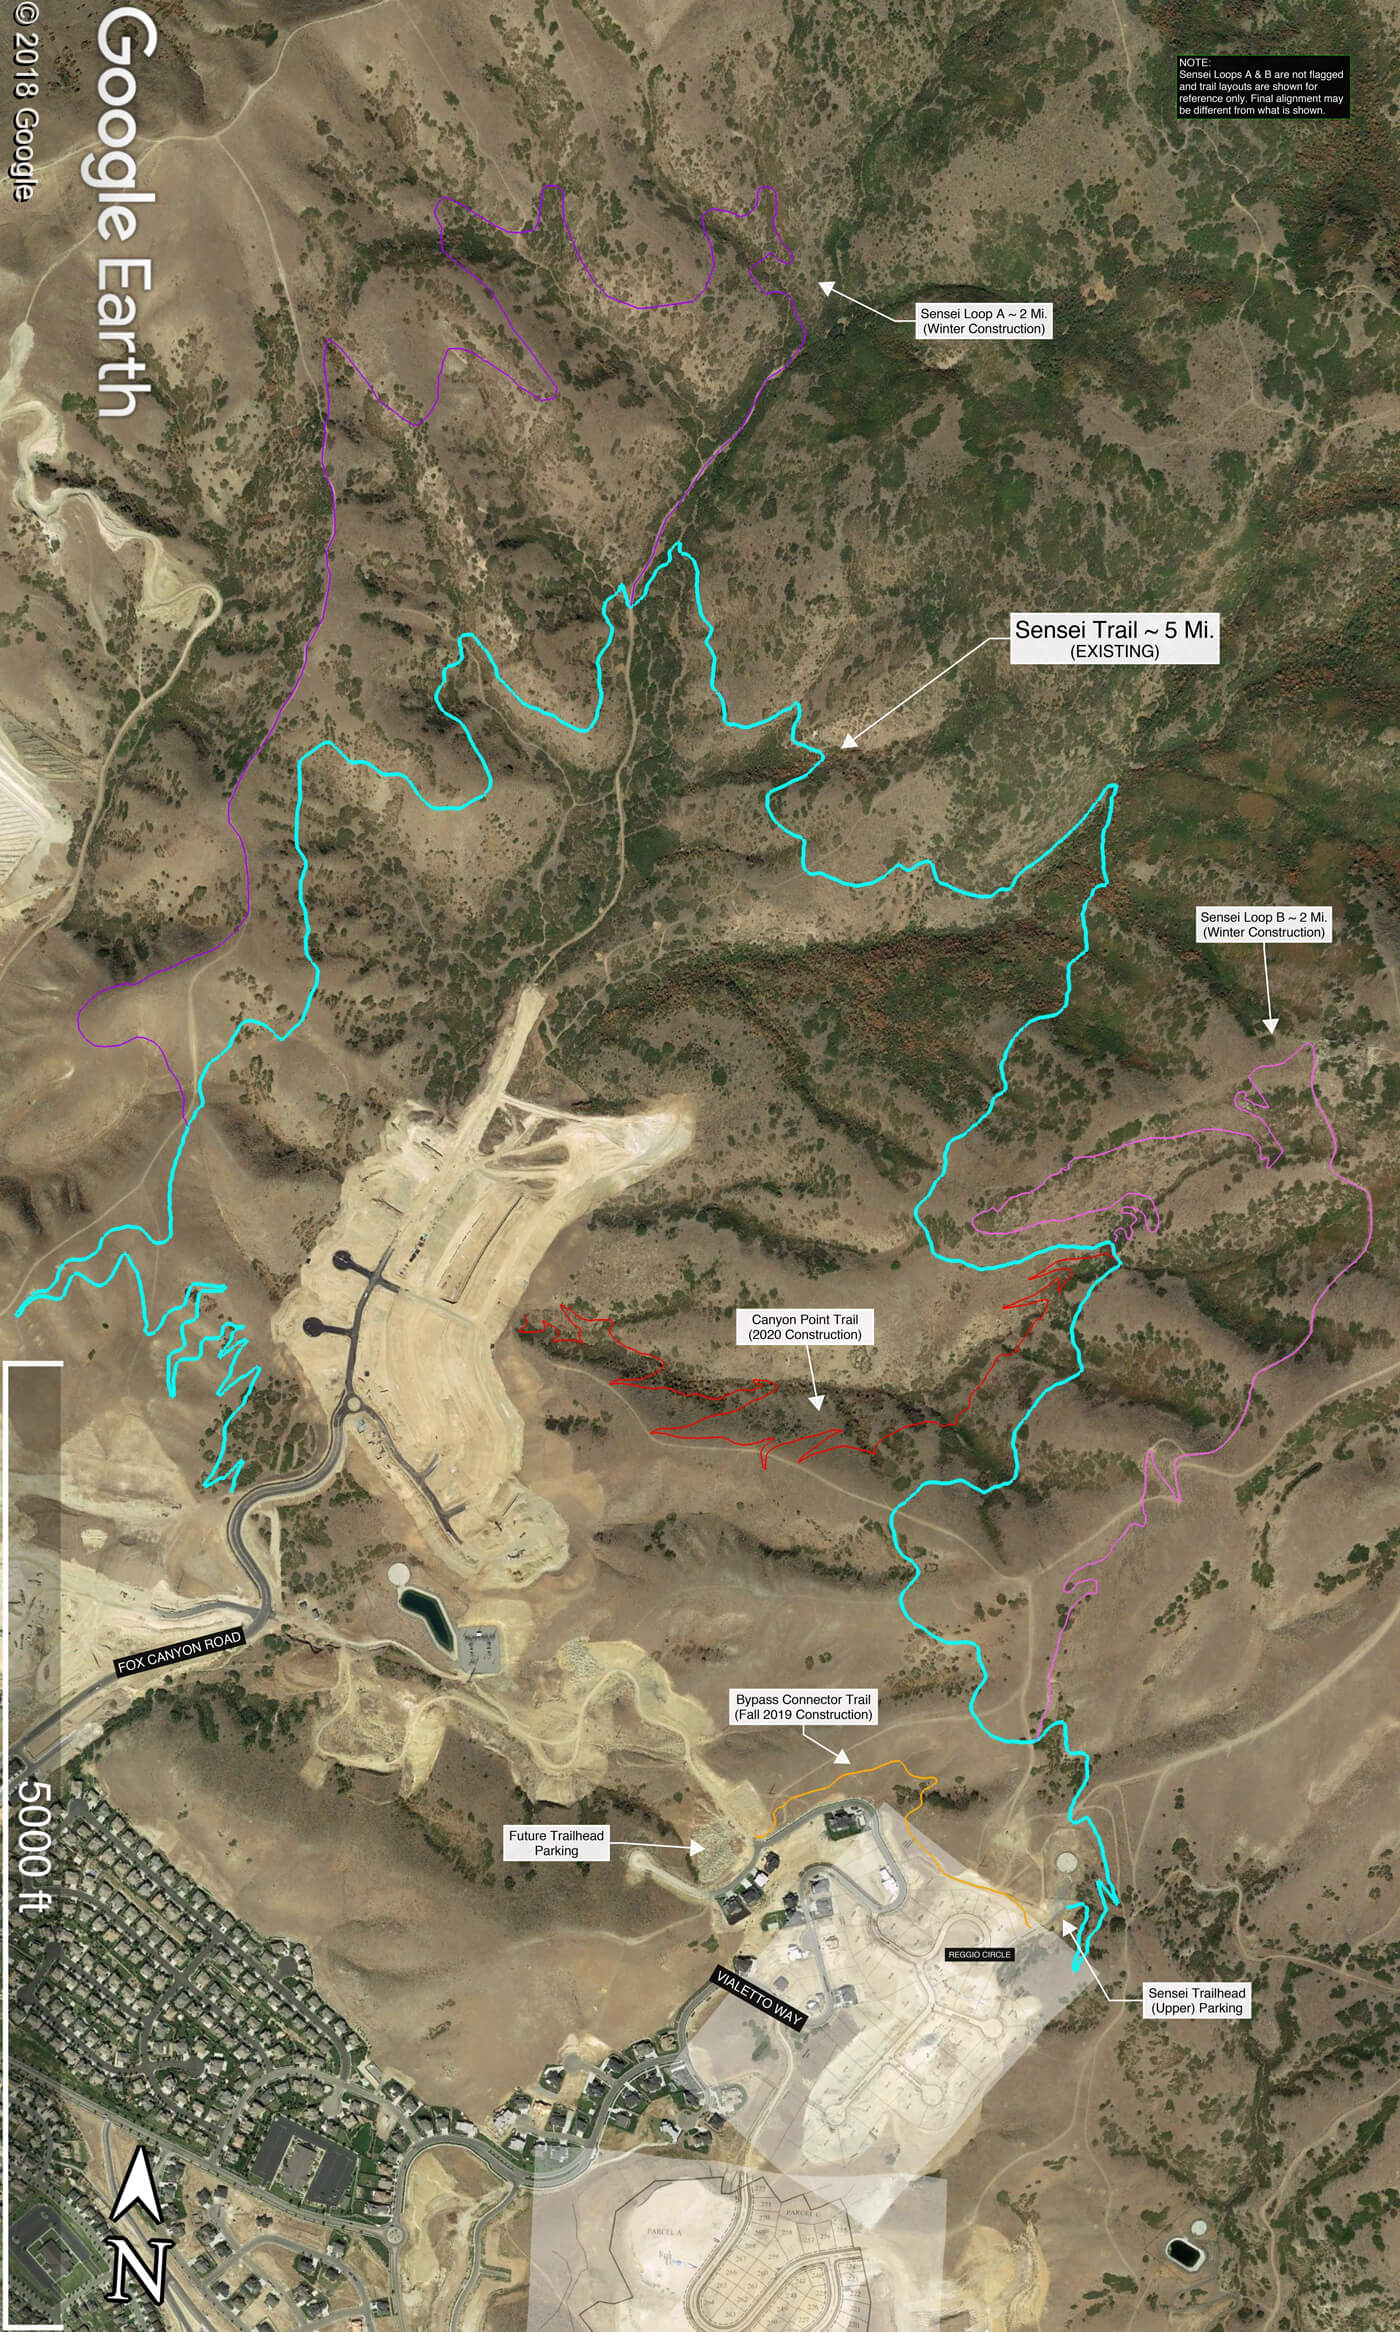 © 2018 Google
Google Earth
NOTE:
Sensei Loops A & B are not flagged
and trail layouts are shown for
reference only. Final alignment may
be different from what is shown.
Sensei Loop A ~ 2 Mi.
(Winter Construction)
Sensei Trail ~ 5 Mi.
(EXISTING)
Sensei Loop B ~ 2 Mi.
(Winter Construction)
Canyon Point Trail
(2020 Construction)
FOX CANYON ROAD
Bypass Connector Trail
(Fall 2019 Construction)
Future Trailhead
Parking
REGGIO CIRCLE
VIALETTO WAY
Sensei Trailhead
(Upper) Parking
5000 ft
N
PARCEL A
PARCEL C